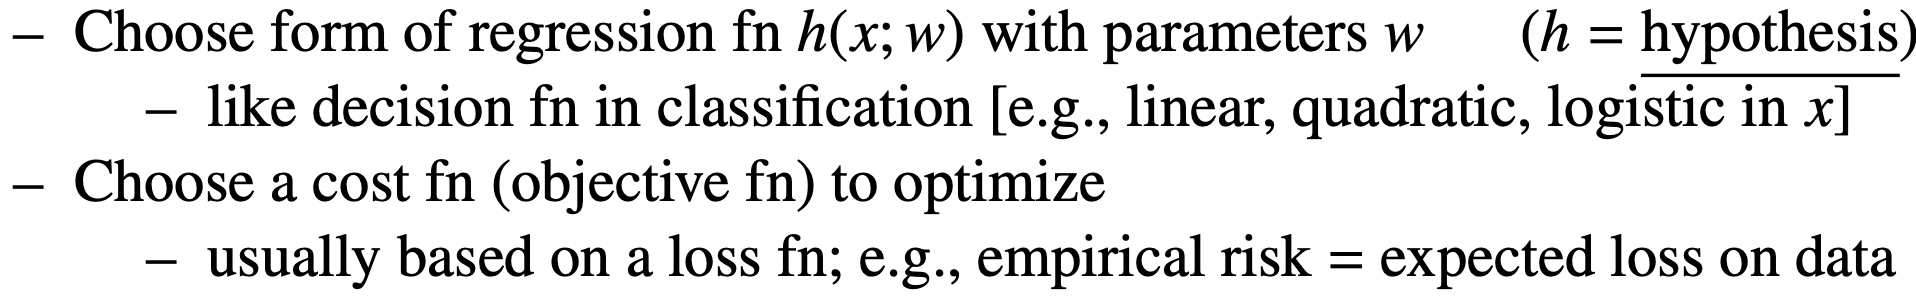 – Choose form of regression fn h(x; w) with parameters w (h = hypothesis)
– like decision fn in classification [e.g., linear, quadratic, logistic in x]
– Choose a cost fn (objective fn) to optimize
– usually based on a loss fn; e.g., empirical risk = expected loss on data